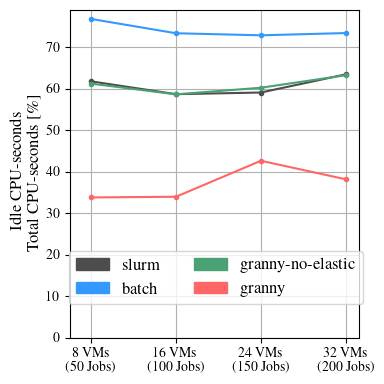 Idle CPU-seconds
Total CPU-seconds [%]
70
60
50
40
30
20
10
0
slurm
batch
granny-no-elastic
granny
8 VMs
(50 Jobs)
16 VMs
(100 Jobs)
24 VMs
(150 Jobs)
32 VMs
(200 Jobs)